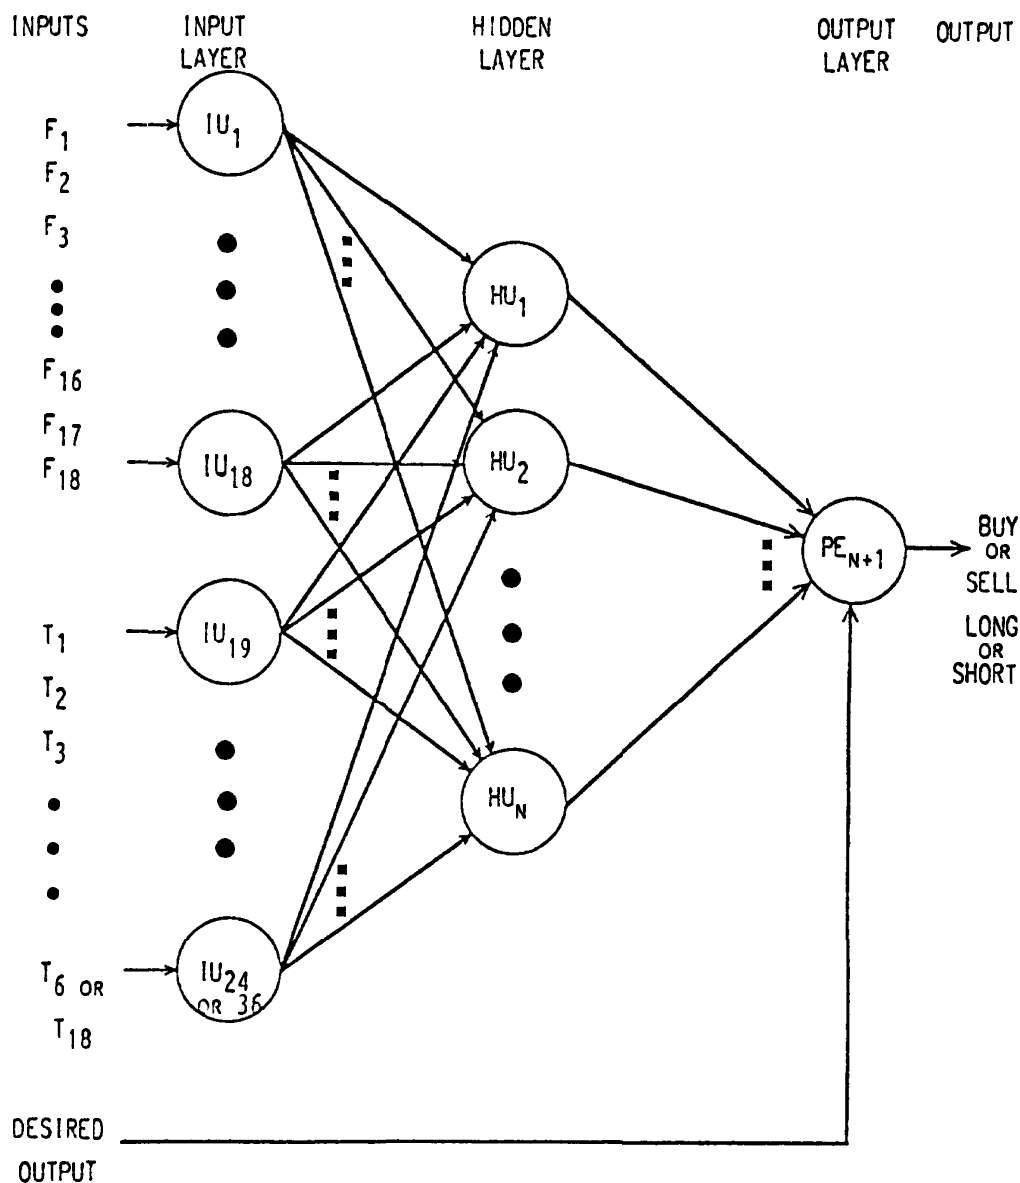 INPUTS
INPUT
LAYER
HIDDEN
LAYER
OUTPUT
LAYER
OUTPUT
F1
F2
F3
F16
F17
F18
T1
T2
T3
T6 OR
T18
IU1
IU18
IU19
IU24
OR 36
HU1
HU2
HUN
PEN+1
BUY
OR
SELL
LONG
OR
SHORT
DESIRED
OUTPUT